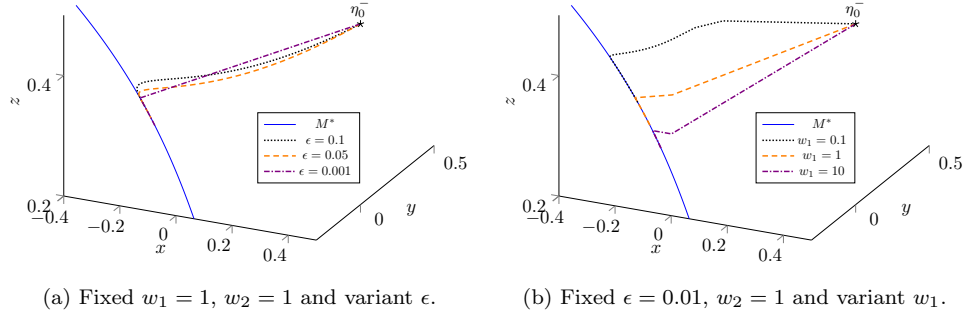 η₀⁻
0.4
z
M*
ϵ = 0.1
ϵ = 0.05
ϵ = 0.001
0.5
0
y
0.2
−0.4
−0.2
0
x
0.2
0.4
(a) Fixed w₁ = 1, w₂ = 1 and variant ϵ.
η₀⁻
0.4
z
M*
w₁ = 0.1
w₁ = 1
w₁ = 10
0.5
0
y
0.2
−0.4
−0.2
0
x
0.2
0.4
(b) Fixed ϵ = 0.01, w₂ = 1 and variant w₁.